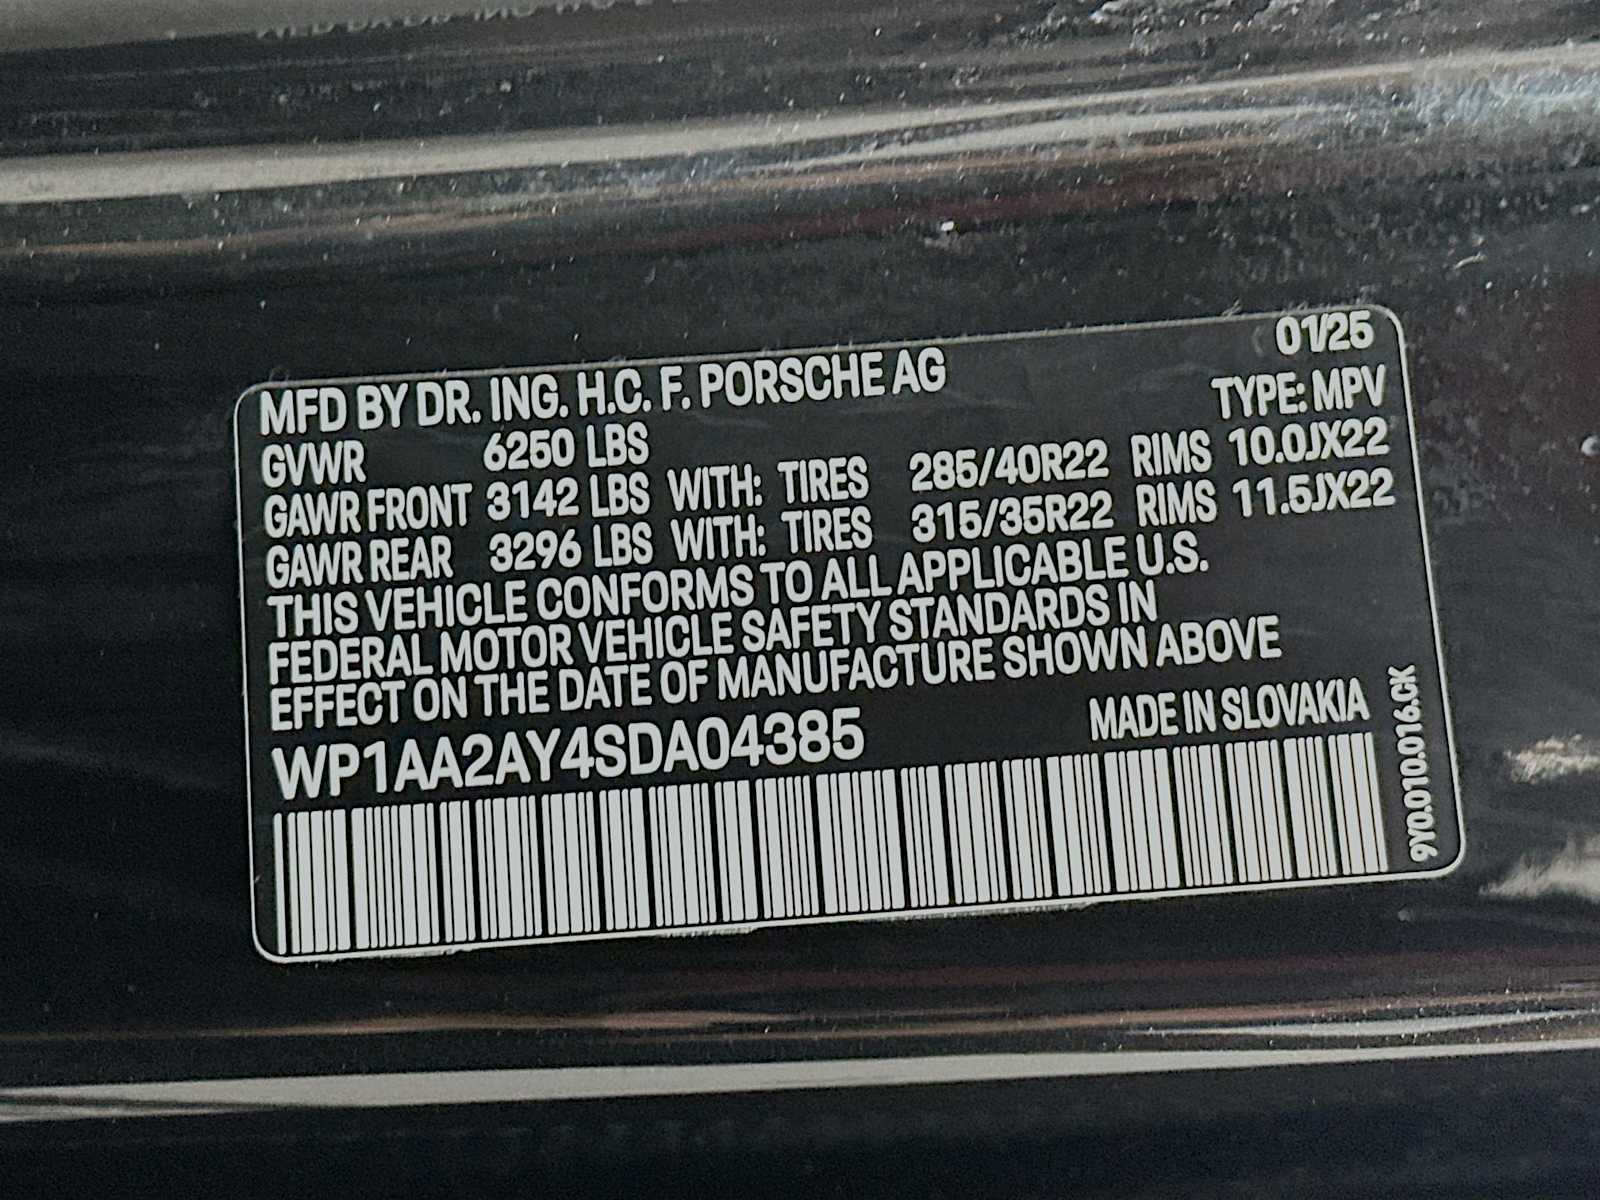 MFD BY DR. ING. H.C. F. PORSCHE AG 01/25
TYPE: MPV
GVWR 6250 LBS
GAWR FRONT 3142 LBS WITH: TIRES 285/40R22 RIMS 10.0JX22
GAWR REAR 3296 LBS WITH: TIRES 315/35R22 RIMS 11.5JX22
THIS VEHICLE CONFORMS TO ALL APPLICABLE U.S.
FEDERAL MOTOR VEHICLE SAFETY STANDARDS IN
EFFECT ON THE DATE OF MANUFACTURE SHOWN ABOVE
WP1AA2AY4SDA04385 MADE IN SLOVAKIA
9Y0.010.016.CK